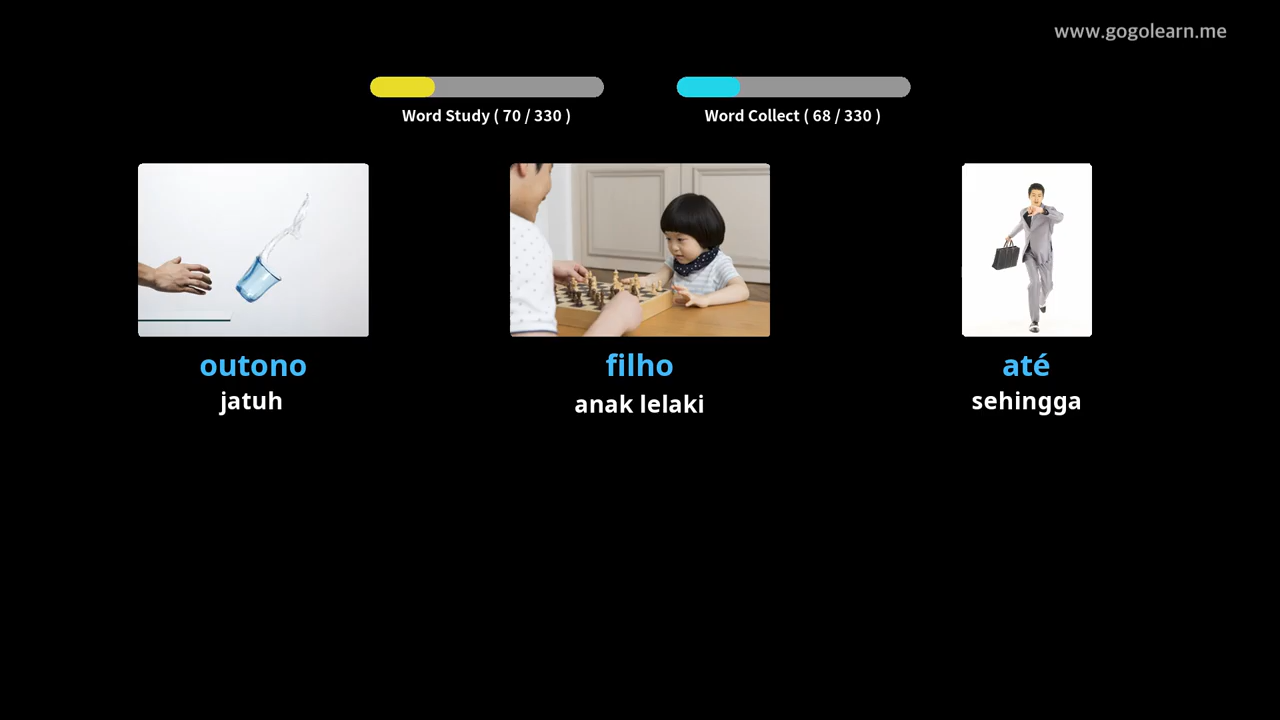 www.gogolearn.me
Word Study ( 70 / 330 )
Word Collect ( 68 / 330 )
outono
jatuh
filho
anak lelaki
até
sehingga